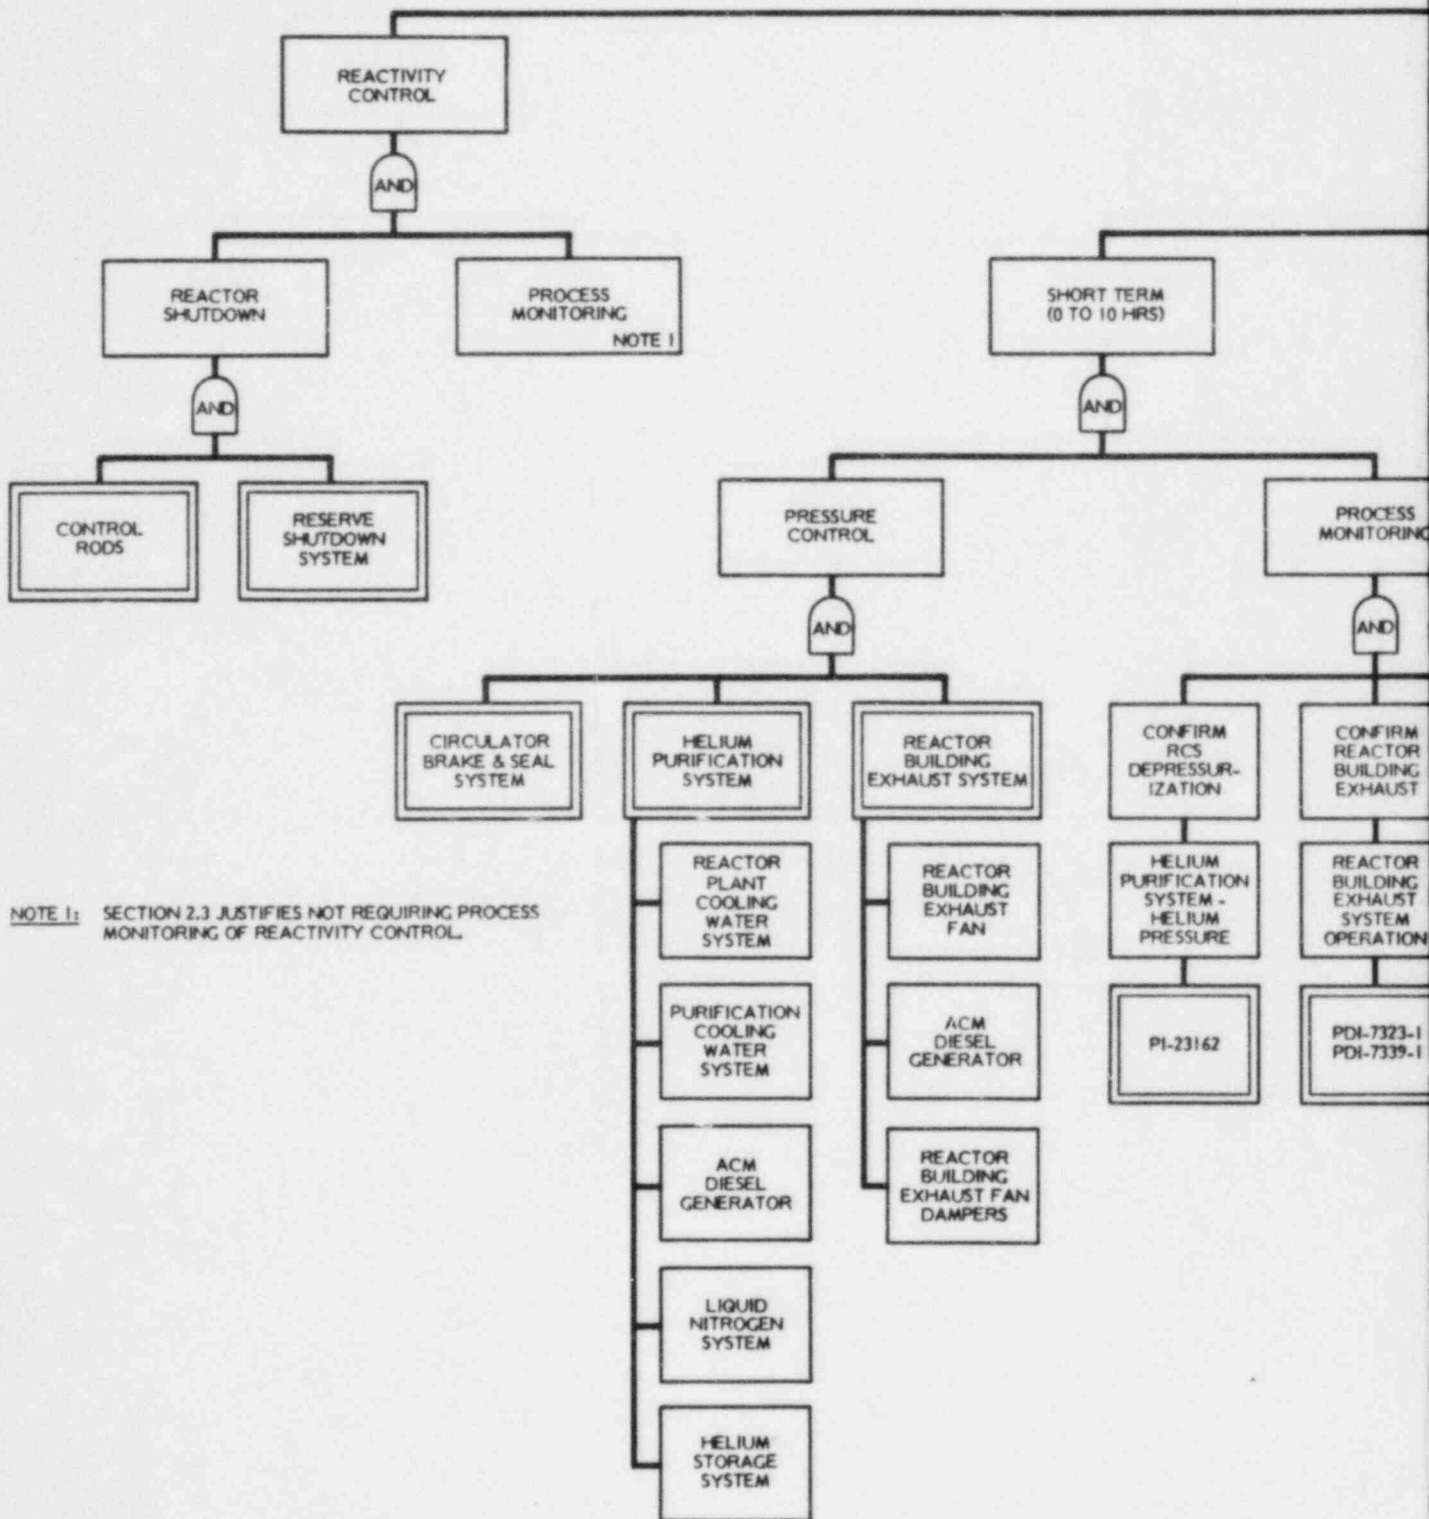 REACTIVITY
CONTROL
AND
REACTOR
SHUTDOWN
PROCESS
MONITORING
NOTE 1
SHORT TERM
(0 TO 10 HRS)
AND
AND
CONTROL
RODS
RESERVE
SHUTDOWN
SYSTEM
PRESSURE
CONTROL
PROCESS
MONITORING
AND
AND
CIRCULATOR
BRAKE & SEAL
SYSTEM
HELIUM
PURIFICATION
SYSTEM
REACTOR
BUILDING
EXHAUST SYSTEM
CONFIRM
RCS
DEPRESSUR-
IZATION
CONFIRM
REACTOR
BUILDING
EXHAUST
REACTOR
PLANT
COOLING
WATER
SYSTEM
REACTOR
BUILDING
EXHAUST
FAN
HELIUM
PURIFICATION
SYSTEM -
HELIUM
PRESSURE
REACTOR
BUILDING
EXHAUST
SYSTEM
OPERATION
NOTE 1: SECTION 2.3 JUSTIFIES NOT REQUIRING PROCESS
MONITORING OF REACTIVITY CONTROL.
PURIFICATION
COOLING
WATER
SYSTEM
ACM
DIESEL
GENERATOR
PI-23162
PDI-7323-1
PDI-7339-1
ACM
DIESEL
GENERATOR
REACTOR
BUILDING
EXHAUST FAN
DAMPERS
LIQUID
NITROGEN
SYSTEM
HELIUM
STORAGE
SYSTEM